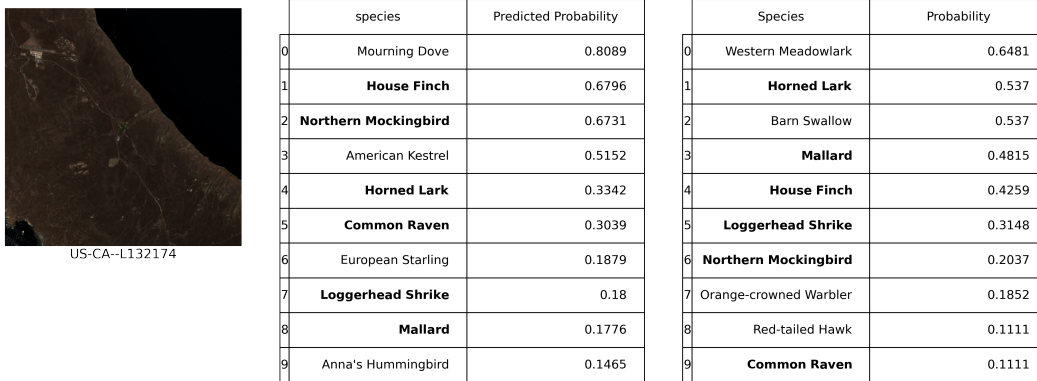 species Predicted Probability
0 Mourning Dove 0.8089
1 House Finch 0.6796
2 Northern Mockingbird 0.6731
3 American Kestrel 0.5152
4 Horned Lark 0.3342
5 Common Raven 0.3039
6 European Starling 0.1879
7 Loggerhead Shrike 0.18
8 Mallard 0.1776
9 Anna's Hummingbird 0.1465
Species Probability
0 Western Meadowlark 0.6481
1 Horned Lark 0.537
2 Barn Swallow 0.537
3 Mallard 0.4815
4 House Finch 0.4259
5 Loggerhead Shrike 0.3148
6 Northern Mockingbird 0.2037
7 Orange-crowned Warbler 0.1852
8 Red-tailed Hawk 0.1111
9 Common Raven 0.1111
US-CA--L132174